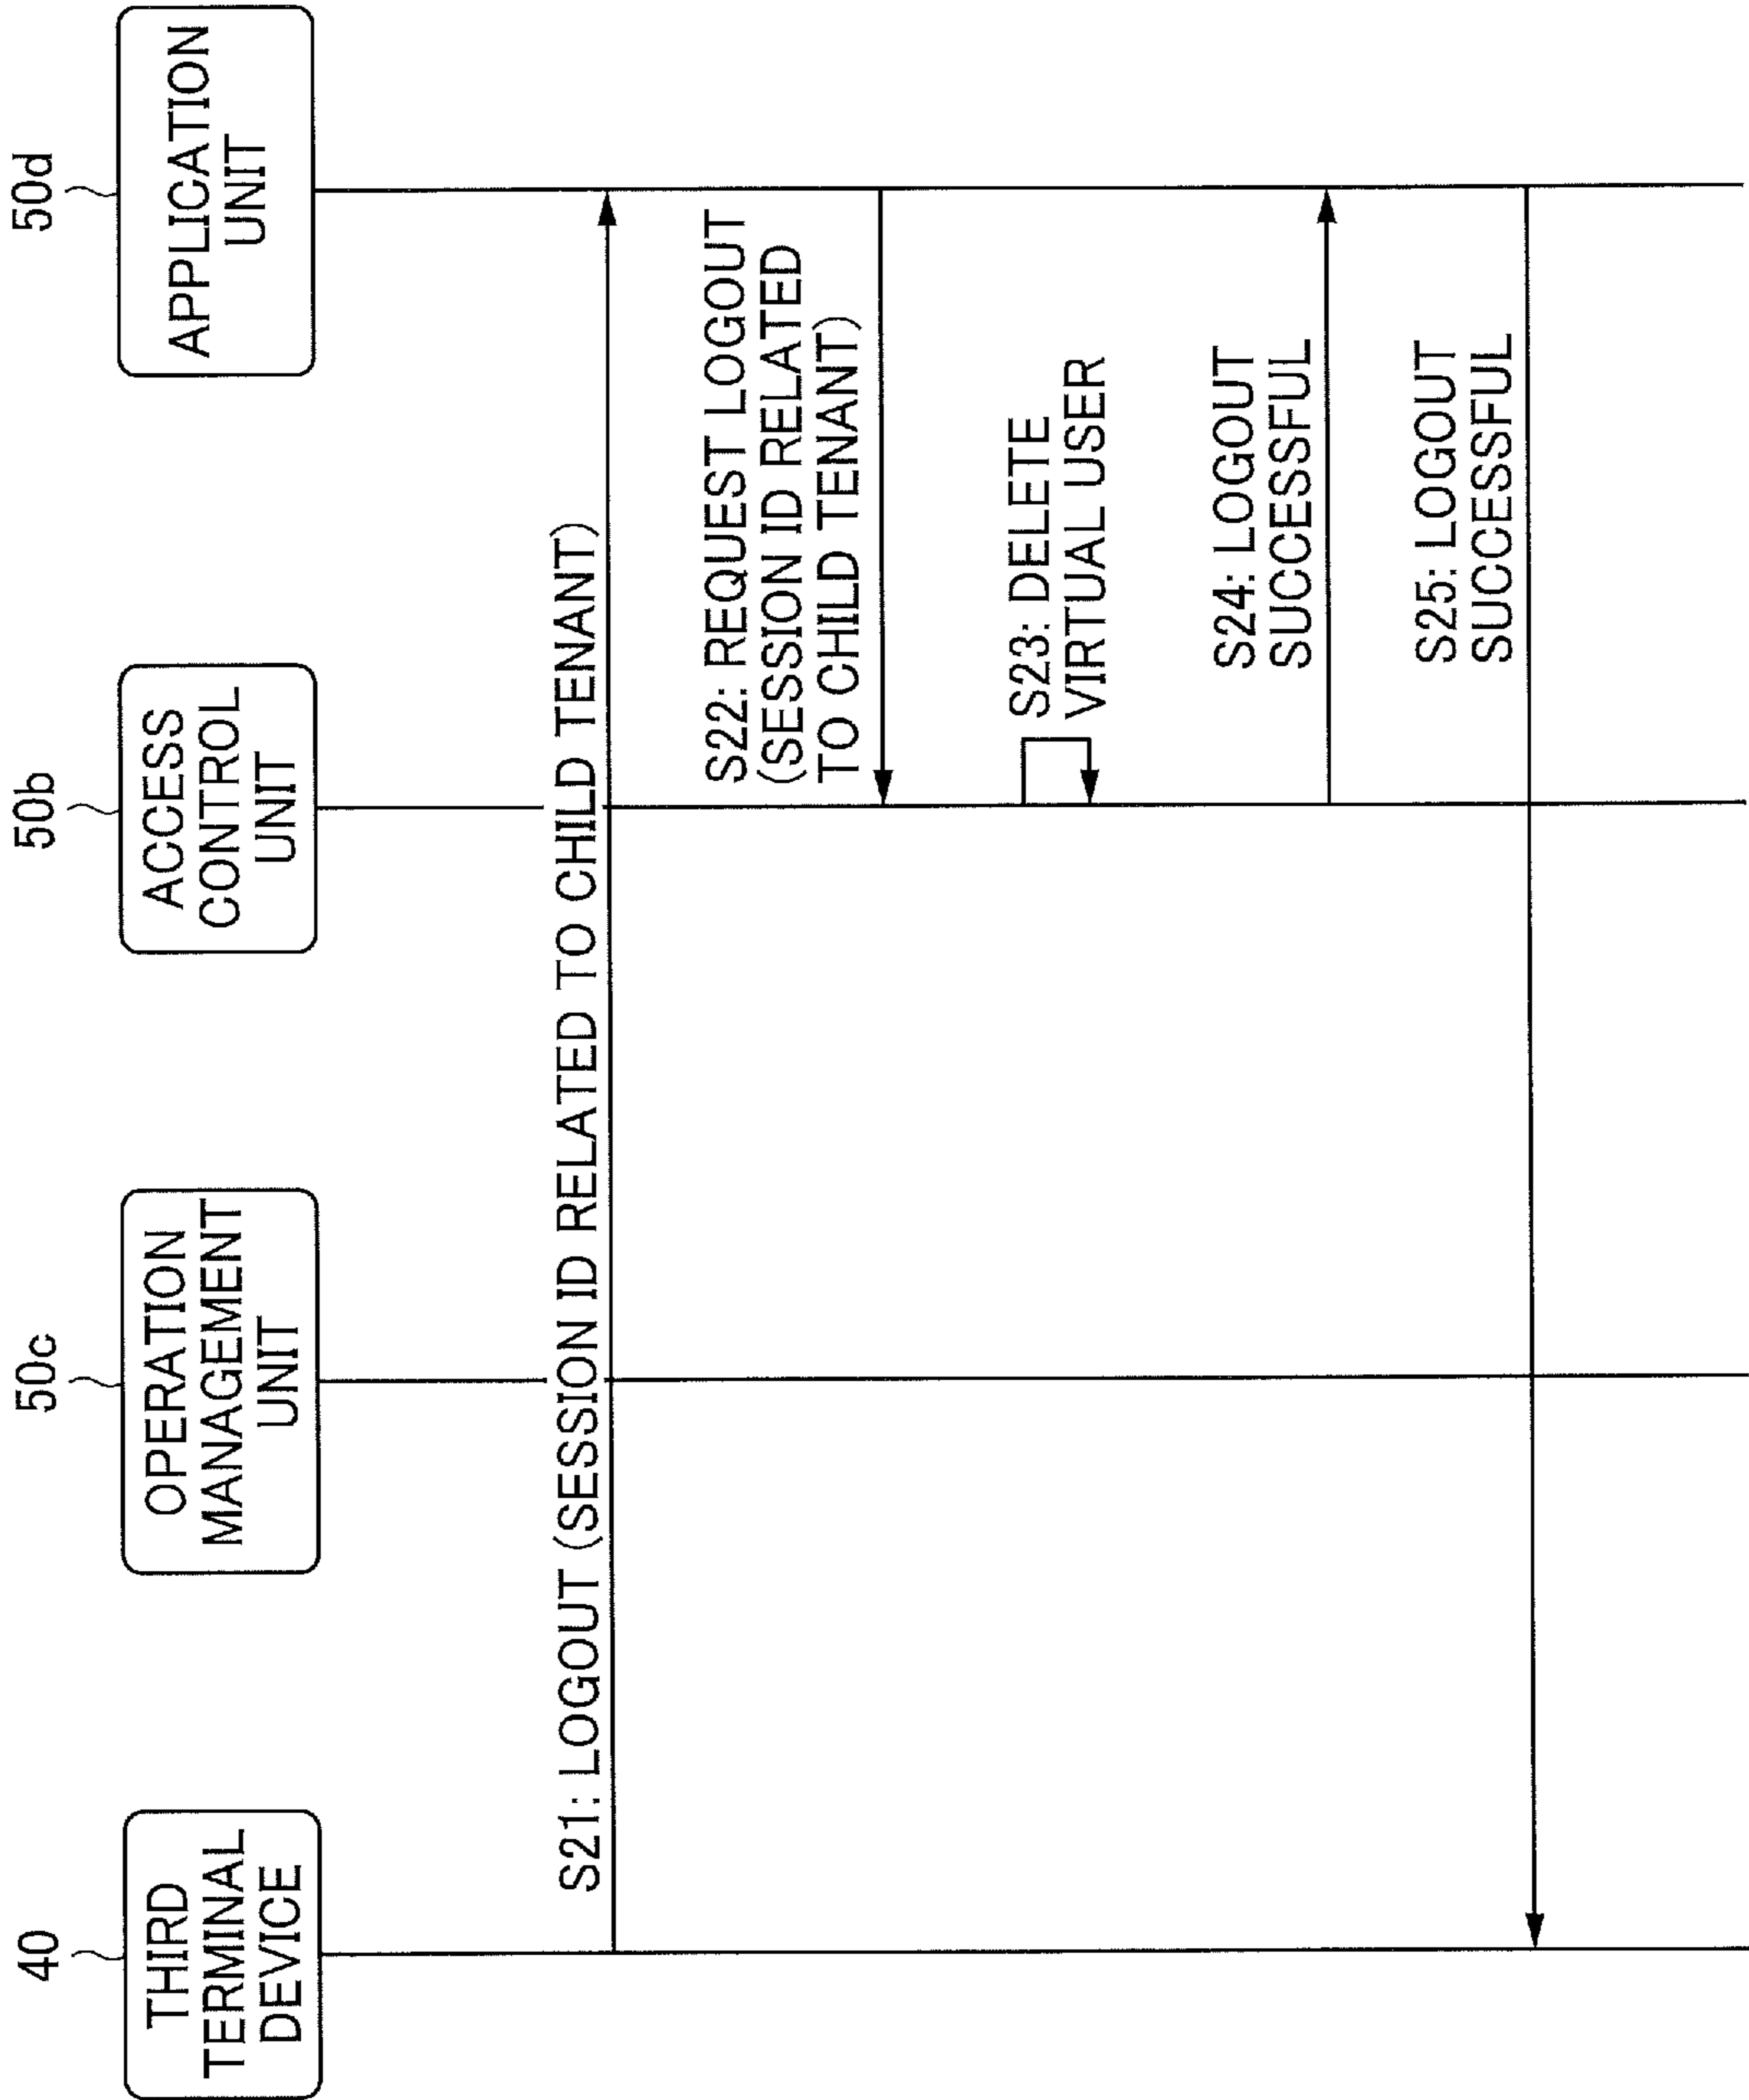 40
THIRD
TERMINAL
DEVICE
50c
OPERATION
MANAGEMENT
UNIT
50b
ACCESS
CONTROL
UNIT
50d
APPLICATION
UNIT
S21: LOGOUT (SESSION ID RELATED TO CHILD TENANT)
S22: REQUEST LOGOUT
(SESSION ID RELATED
TO CHILD TENANT)
S23: DELETE
VIRTUAL USER
S24: LOGOUT
SUCCESSFUL
S25: LOGOUT
SUCCESSFUL